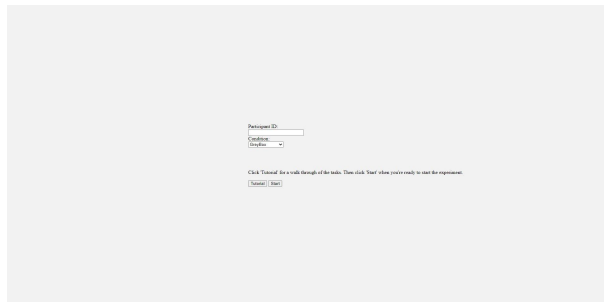 Participant ID:
Condition:
GreyBox
Click 'Tutorial' for a walk through of the tasks. Then click 'Start' when you're ready to start the experiment.
Tutorial Start